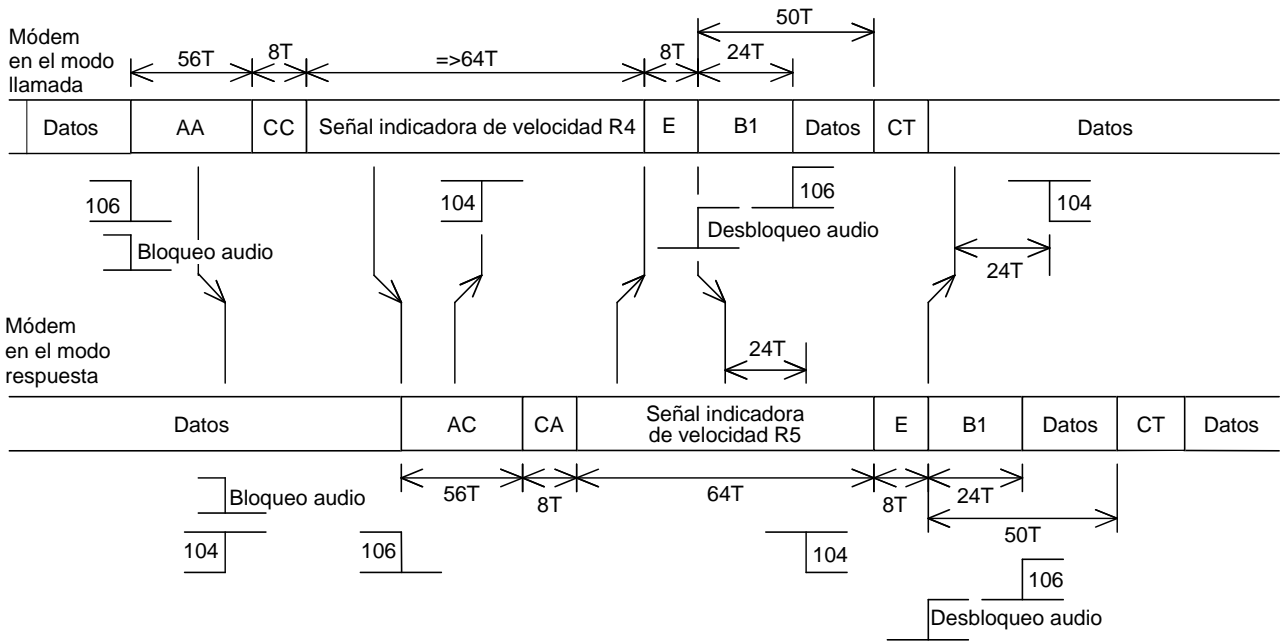 50T
Módem
en el modo
llamada
56T
8T
=>64T
8T
24T
Datos
AA
CC
Señal indicadora de velocidad R4
E
B1
Datos
CT
Datos
106
104
106
104
Bloqueo audio
Desbloqueo audio
24T
Módem
en el modo
respuesta
24T
Datos
AC
CA
Señal indicadora
de velocidad R5
E
B1
Datos
CT
Datos
Bloqueo audio
56T
8T
64T
8T
24T
50T
104
106
104
106
Desbloqueo audio